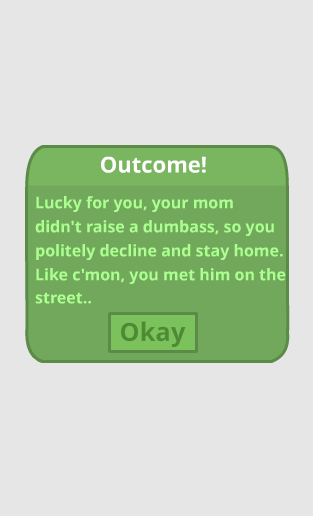 Outcome!
Lucky for you, your mom
didn't raise a dumbass, so you
politely decline and stay home.
Like c'mon, you met him on the
street..
Okay